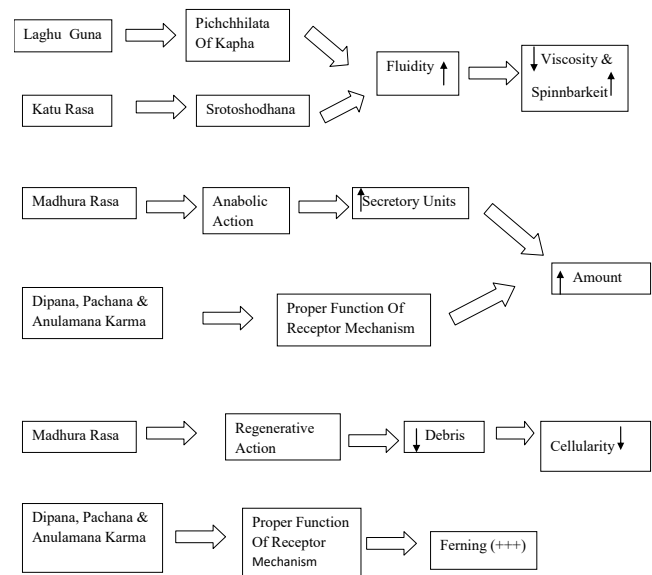 Laghu Guna
Pichchhilata
Of Kapha
Fluidity
Viscosity &
Spinnbarkeit
Katu Rasa
Srotoshodhana
Madhura Rasa
Anabolic
Action
Secretory Units
Amount
Dipana, Pachana &
Anulamana Karma
Proper Function Of
Receptor Mechanism
Madhura Rasa
Regenerative
Action
Debris
Cellularity
Dipana, Pachana &
Anulamana Karma
Proper Function
Of Receptor
Mechanism
Ferning (+++)